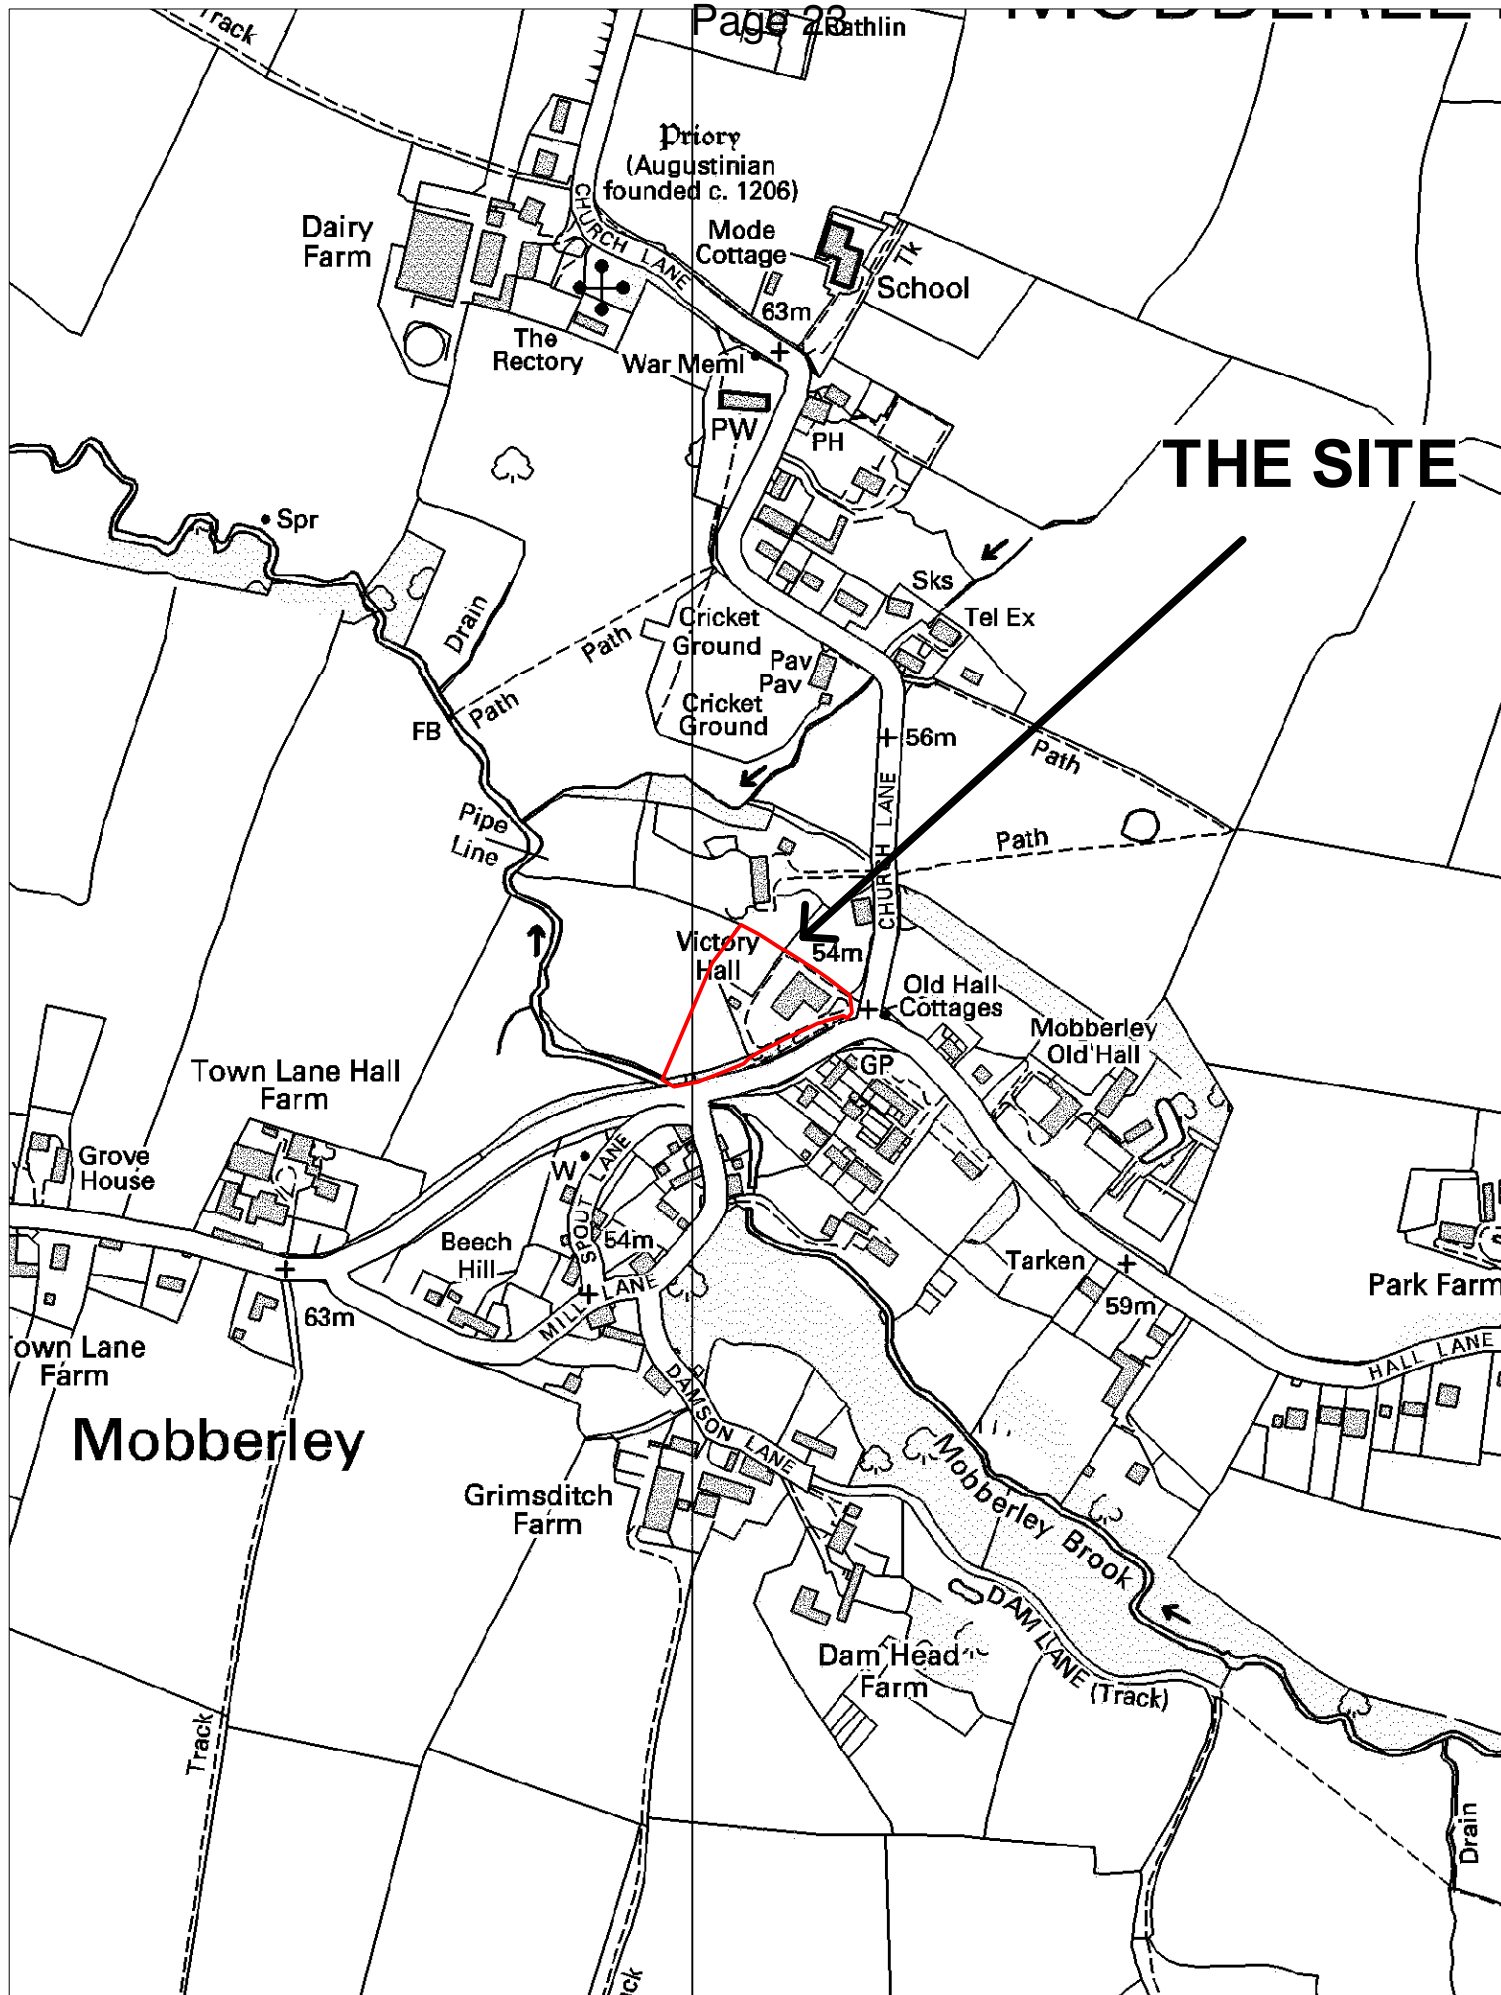 Page 23
Rathlin
MOBBERLEY
Track
Priory
(Augustinian
founded c. 1206)
CHURCH LANE
Dairy
Farm
Mode
Cottage
Tk
School
63m
The
Rectory
War Meml
PW
PH
THE SITE
Spr
Sks
Tel Ex
Drain
Path
Cricket
Ground
Pav
Pav
Path
Cricket
Ground
FB
56m
Path
Pipe
Line
CHURCH LANE
Path
Victory
Hall
54m
Old Hall
Cottages
Mobberley
Old Hall
GP
Town Lane Hall
Farm
Grove
House
W
SPOUT LANE
54m
Beech
Hill
MILL LANE
Tarken
59m
Park Farm
63m
HALL LANE
own Lane
Farm
DAMSON LANE
Mobberley
Mobberley Brook
Grimsditch
Farm
DAM LANE (Track)
Dam Head
Farm
Track
Drain
ck